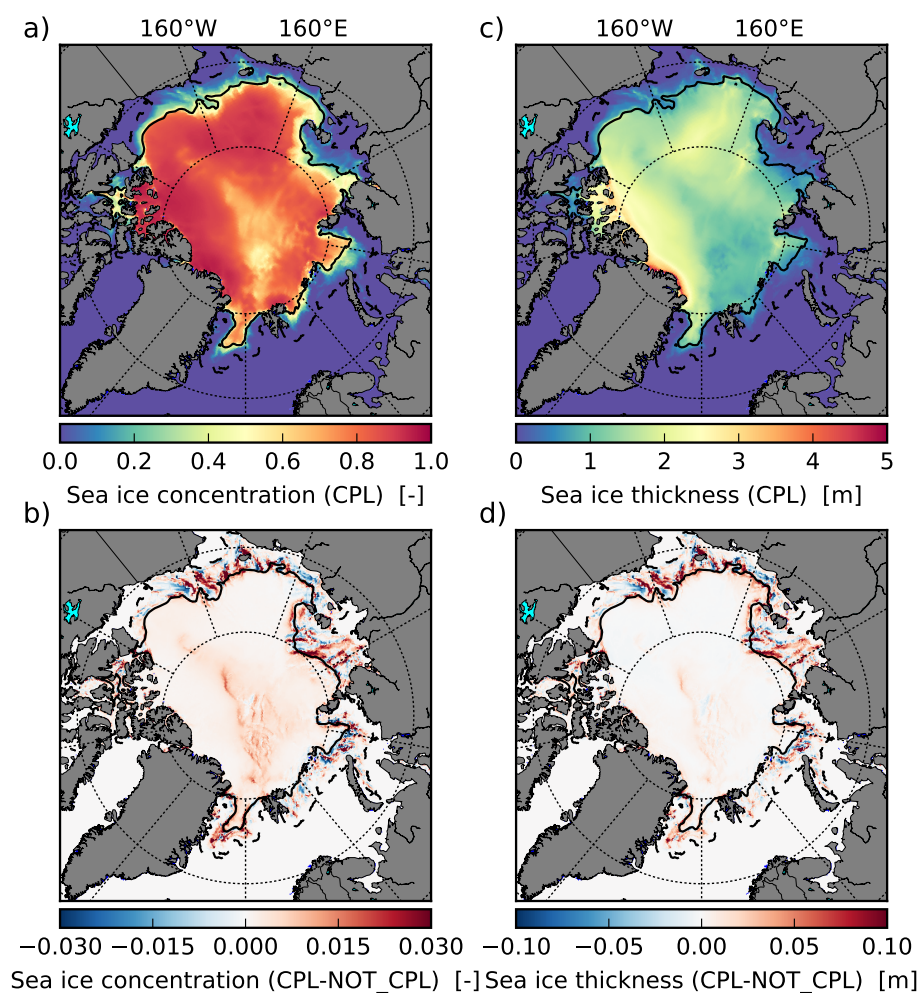 a) 160°W 160°E
c) 160°W 160°E
0.0 0.2 0.4 0.6 0.8 1.0
Sea ice concentration (CPL) [-]
0 1 2 3 4 5
Sea ice thickness (CPL) [m]
b)
d)
−0.030 −0.015 0.000 0.015 0.030
Sea ice concentration (CPL-NOT_CPL) [-]
−0.10 −0.05 0.00 0.05 0.10
Sea ice thickness (CPL-NOT_CPL) [m]